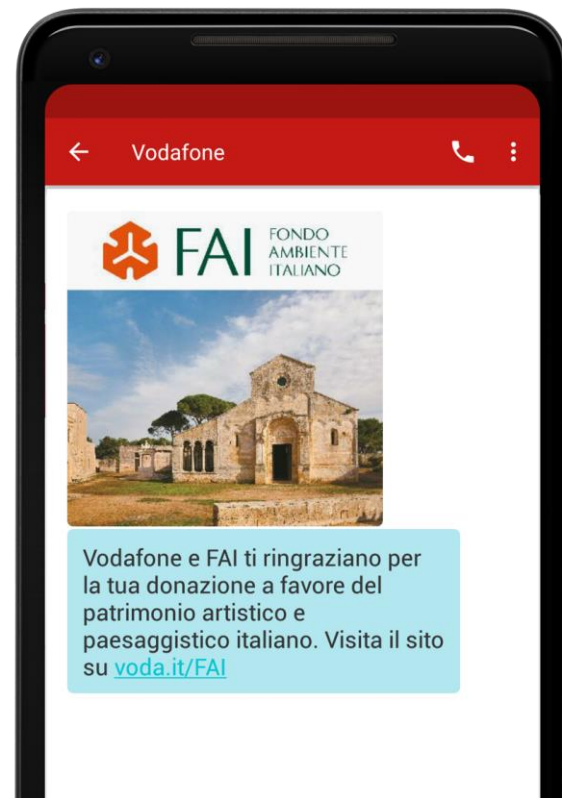 Vodafone
FAI
FONDO
AMBIENTE
ITALIANO
Vodafone e FAI ti ringraziano per
la tua donazione a favore del
patrimonio artistico e
paesaggistico italiano. Visita il sito
su voda.it/FAI